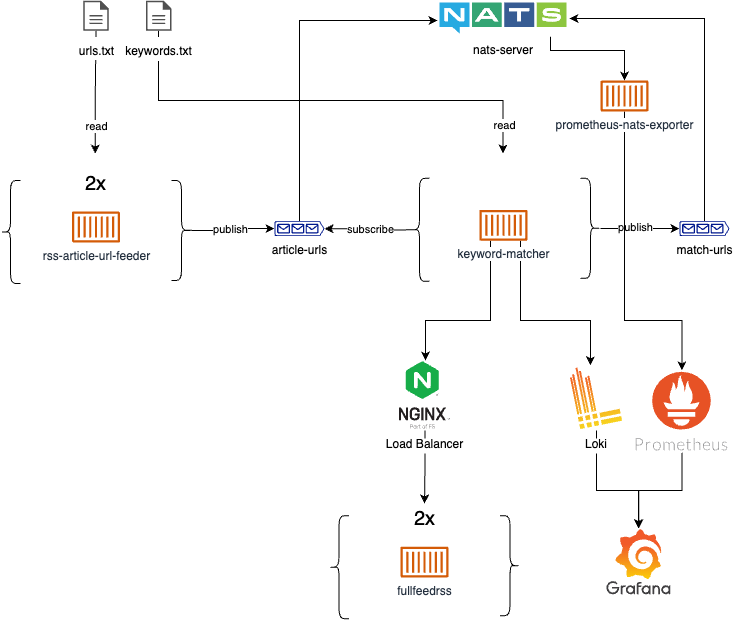 NATS
urls.txt
keywords.txt
nats-server
read
read
prometheus-nats-exporter
2x
publish
subscribe
publish
rss-article-url-feeder
article-urls
keyword-matcher
match-urls
N
NGINX
Part of F5
Load Balancer
Loki
Prometheus
2x
fullfeedrss
Grafana